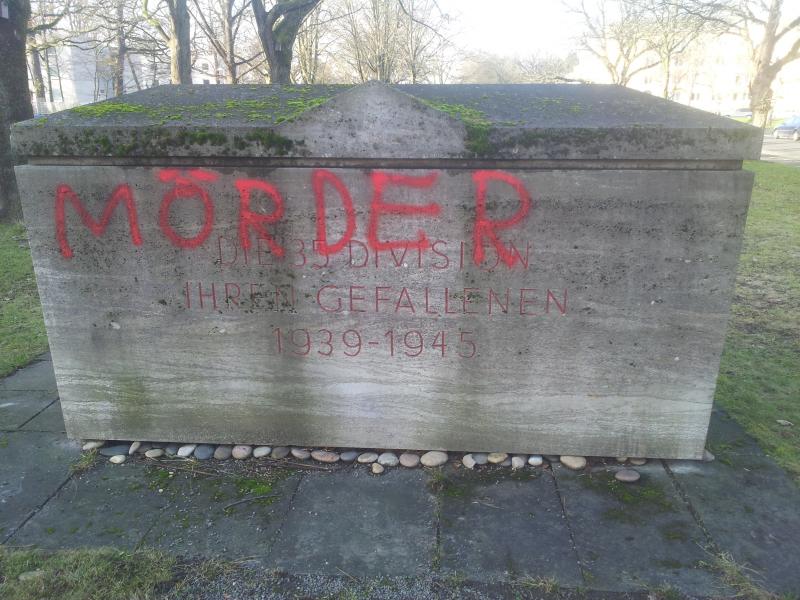 MÖRDER
DIE 35 DIVISION
IHREN GEFALLENEN
1939-1945